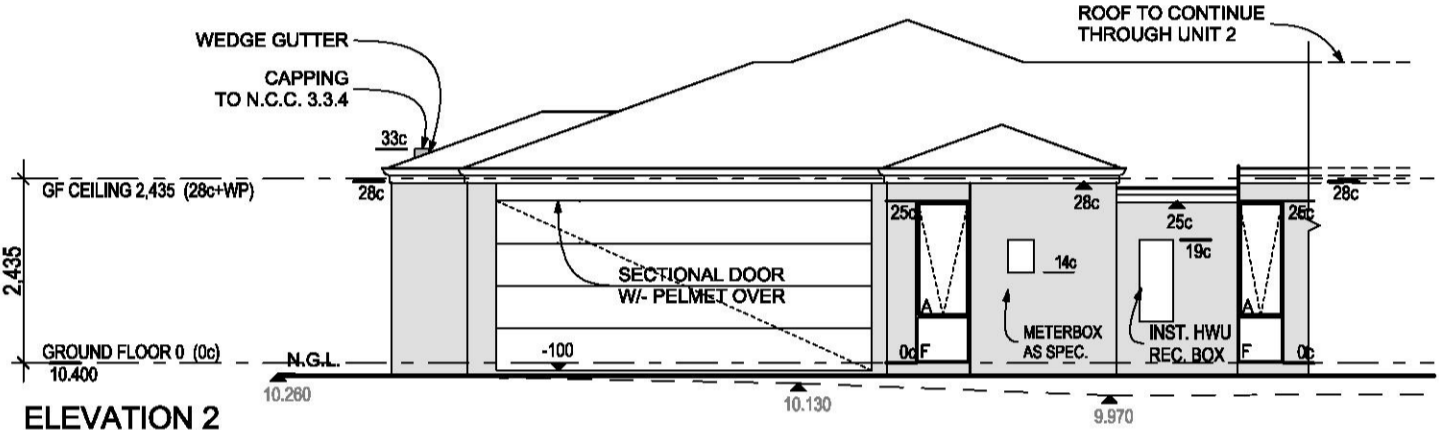 ROOF TO CONTINUE
THROUGH UNIT 2
WEDGE GUTTER
CAPPING
TO N.C.C. 3.3.4
33c
GF CEILING 2,435 (28c+WP)
28c
28c
28c
25c
25c
25c
19c
14c
2,435
SECTIONAL DOOR
W/- PELMET OVER
A
A
METERBOX
AS SPEC.
INST. HWU
REC. BOX
GROUND FLOOR 0 (0c)
10.400
N.G.L.
-100
0c
F
F
0c
10.260
10.130
9.970
ELEVATION 2